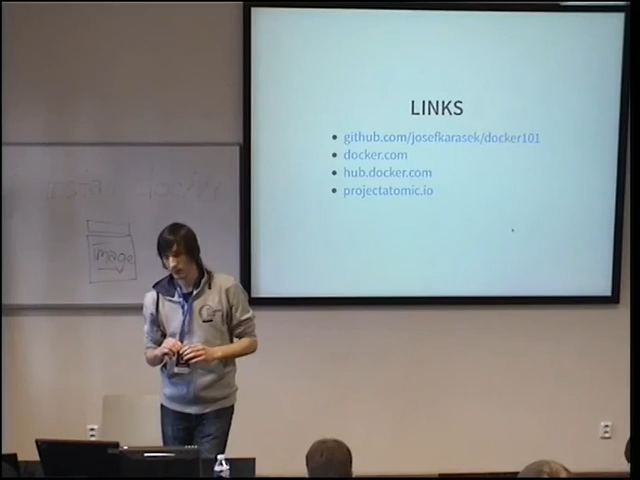 LINKS
github.com/josefkarasek/docker101
docker.com
hub.docker.com
projectatomic.io
image